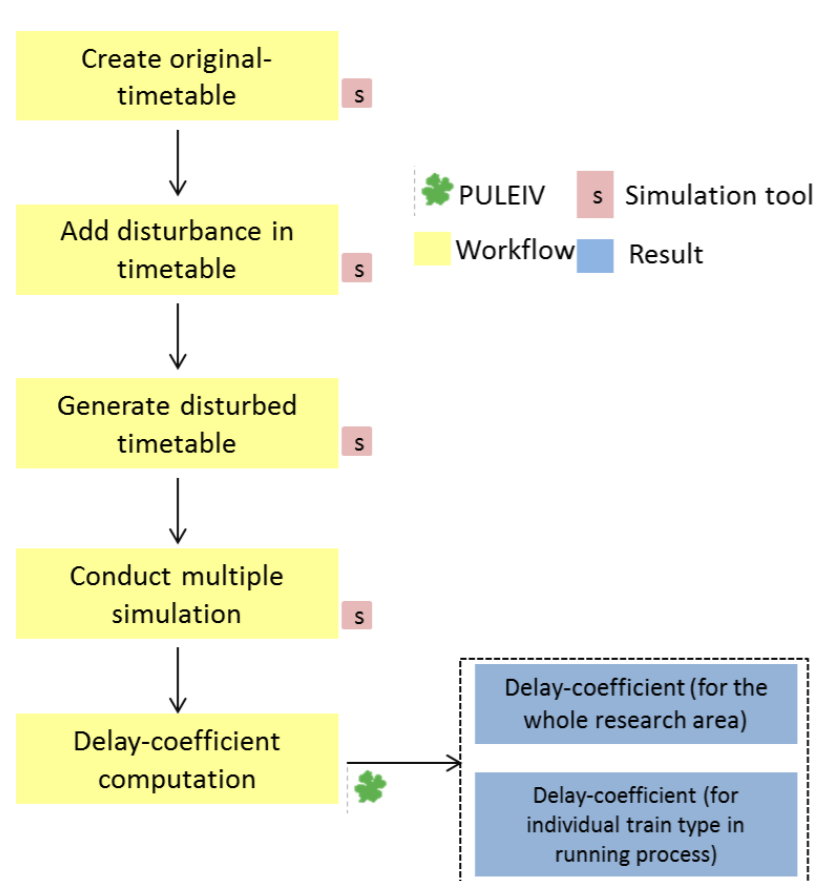 Create original-
timetable
s
Add disturbance in
timetable
s
Generate disturbed
timetable
s
Conduct multiple
simulation
s
Delay-coefficient
computation
PULEIV
s Simulation tool
Workflow
Result
Delay-coefficient (for the
whole research area)
Delay-coefficient (for
individual train type in
running process)